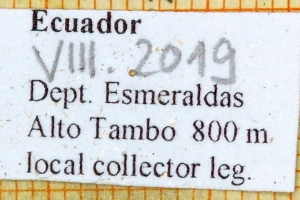 Ecuador
VIII. 2019
Dept. Esmeraldas
Alto Tambo 800 m
local collector leg.